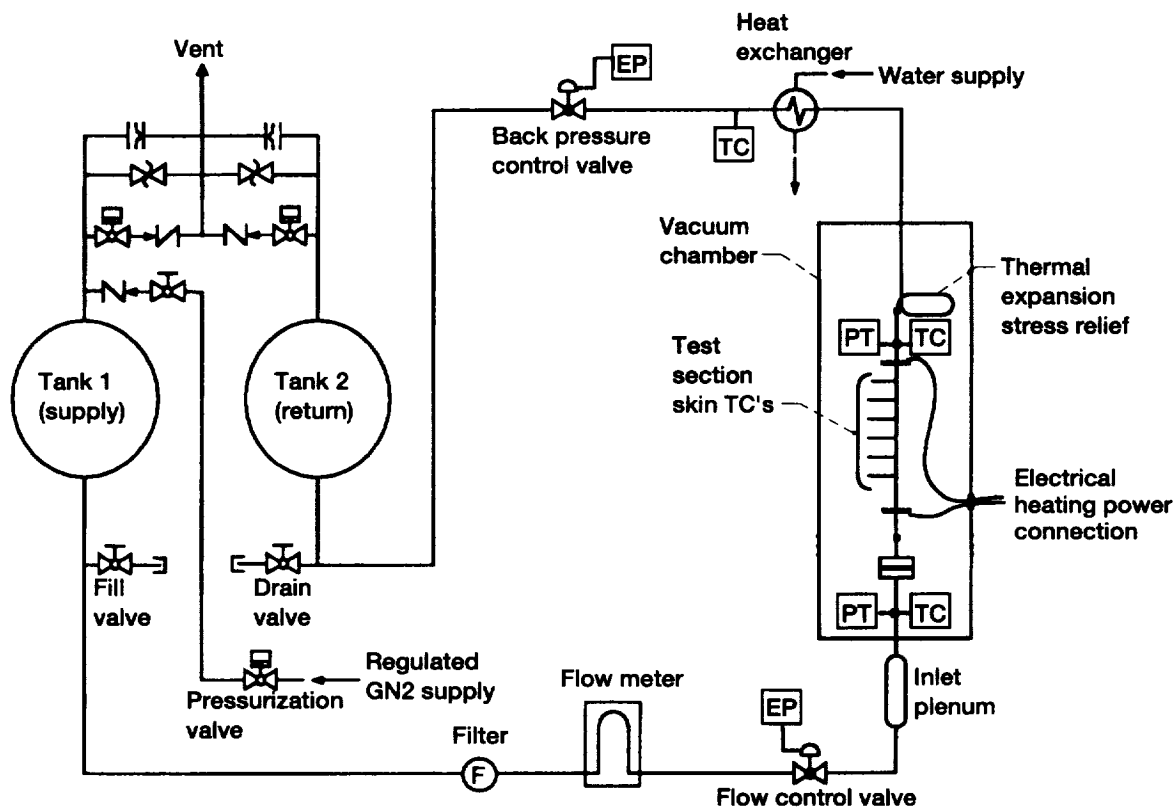 Vent
EP
Heat
exchanger
Water supply
Back pressure
control valve
TC
Vacuum
chamber
Thermal
expansion
stress relief
PT
TC
Tank 1
(supply)
Tank 2
(return)
Test
section
skin TC's
Electrical
heating power
connection
Fill
valve
Drain
valve
PT
TC
Regulated
GN2 supply
Pressurization
valve
Flow meter
Inlet
plenum
EP
Filter
F
Flow control valve